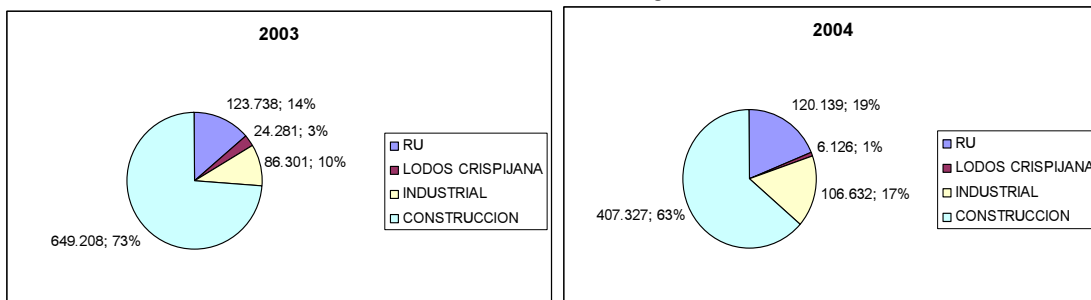 2003
123.738; 14%
24.281; 3%
86.301; 10%
649.208; 73%
RU
LODOS CRISPIJANA
INDUSTRIAL
CONSTRUCCION
2004
120.139; 19%
6.126; 1%
106.632; 17%
407.327; 63%
RU
LODOS CRISPIJANA
INDUSTRIAL
CONSTRUCCION